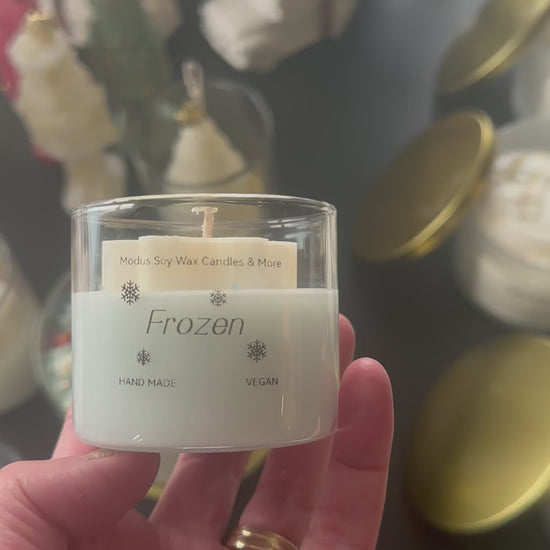 Modus Soy Wax Candles & More
Frozen
HAND MADE VEGAN